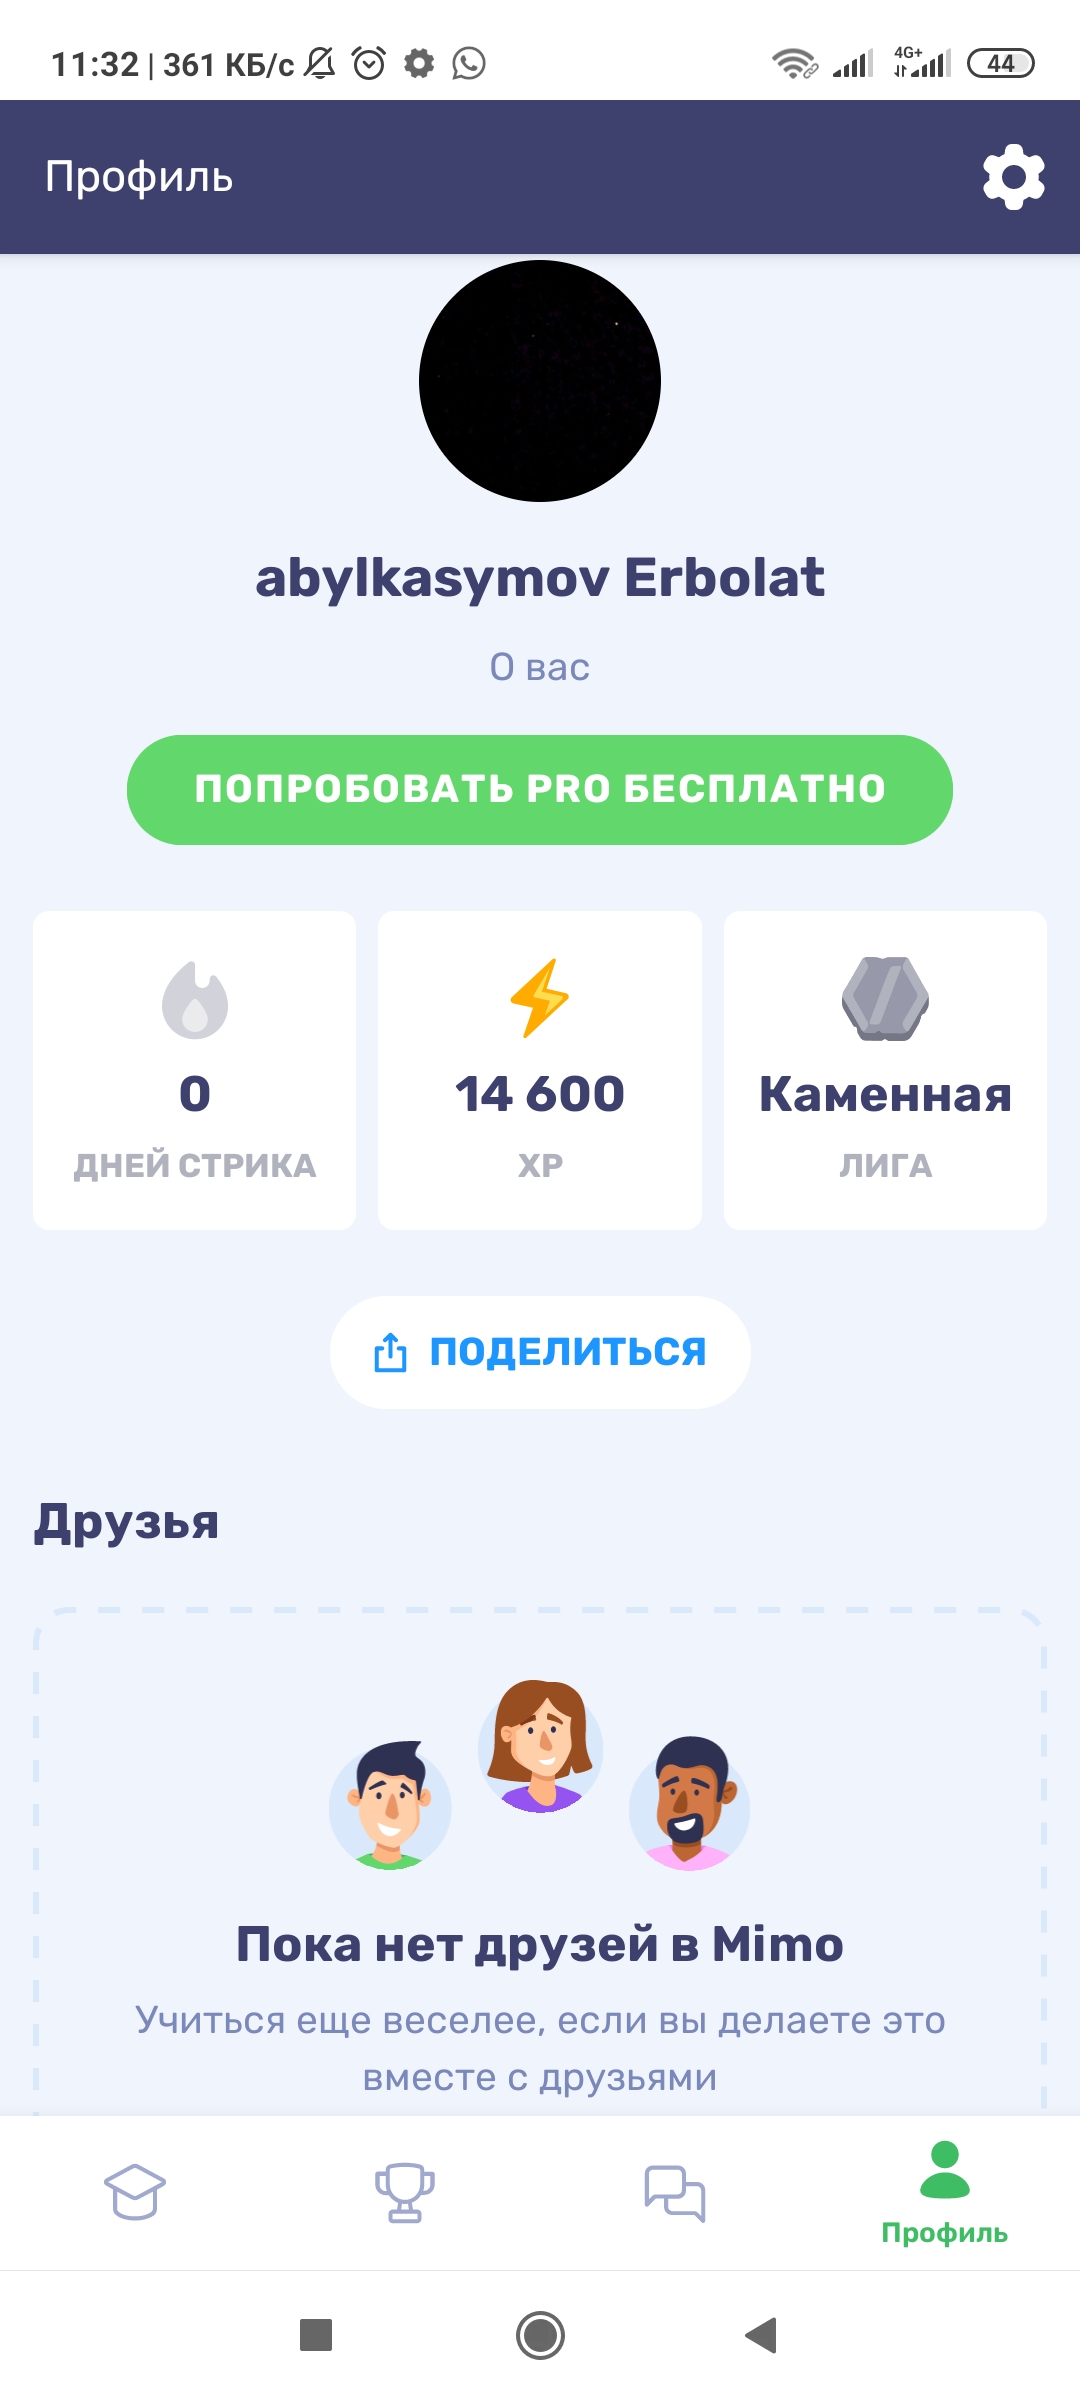 11:32 | 361 КБ/с
4G+
44
Профиль
abylkasymov Erbolat
О вас
ПОПРОБОВАТЬ PRO БЕСПЛАТНО
0
ДНЕЙ СТРИКА
14 600
XP
Каменная
ЛИГА
ПОДЕЛИТЬСЯ
Друзья
Пока нет друзей в Mimo
Учиться еще веселее, если вы делаете это
вместе с друзьями
Профиль